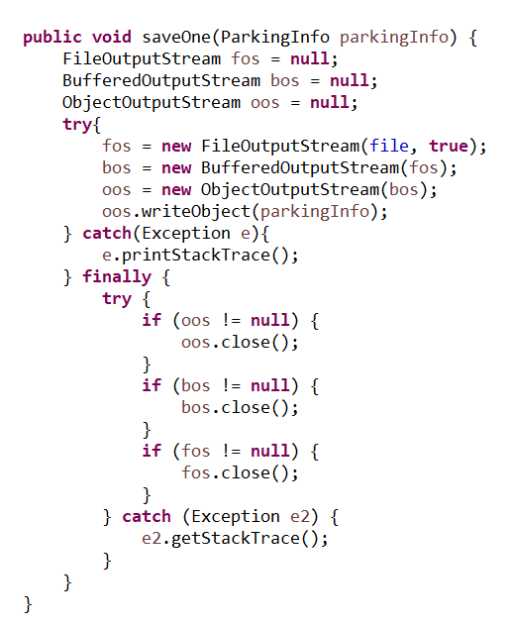 public void saveOne(ParkingInfo parkingInfo) {
    FileOutputStream fos = null;
    BufferedOutputStream bos = null;
    ObjectOutputStream oos = null;
    try{
        fos = new FileOutputStream(file, true);
        bos = new BufferedOutputStream(fos);
        oos = new ObjectOutputStream(bos);
        oos.writeObject(parkingInfo);
    } catch(Exception e){
        e.printStackTrace();
    } finally {
        try {
            if (oos != null) {
                oos.close();
            }
            if (bos != null) {
                bos.close();
            }
            if (fos != null) {
                fos.close();
            }
        } catch (Exception e2) {
            e2.getStackTrace();
        }
    }
}